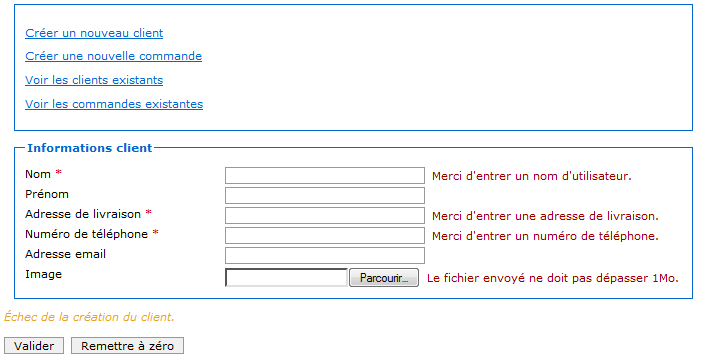 Créer un nouveau client
Créer une nouvelle commande
Voir les clients existants
Voir les commandes existantes
Informations client
Nom * Merci d'entrer un nom d'utilisateur.
Prénom
Adresse de livraison * Merci d'entrer une adresse de livraison.
Numéro de téléphone * Merci d'entrer un numéro de téléphone.
Adresse email
Image Parcourir... Le fichier envoyé ne doit pas dépasser 1Mo.
Échec de la création du client.
Valider Remettre à zéro